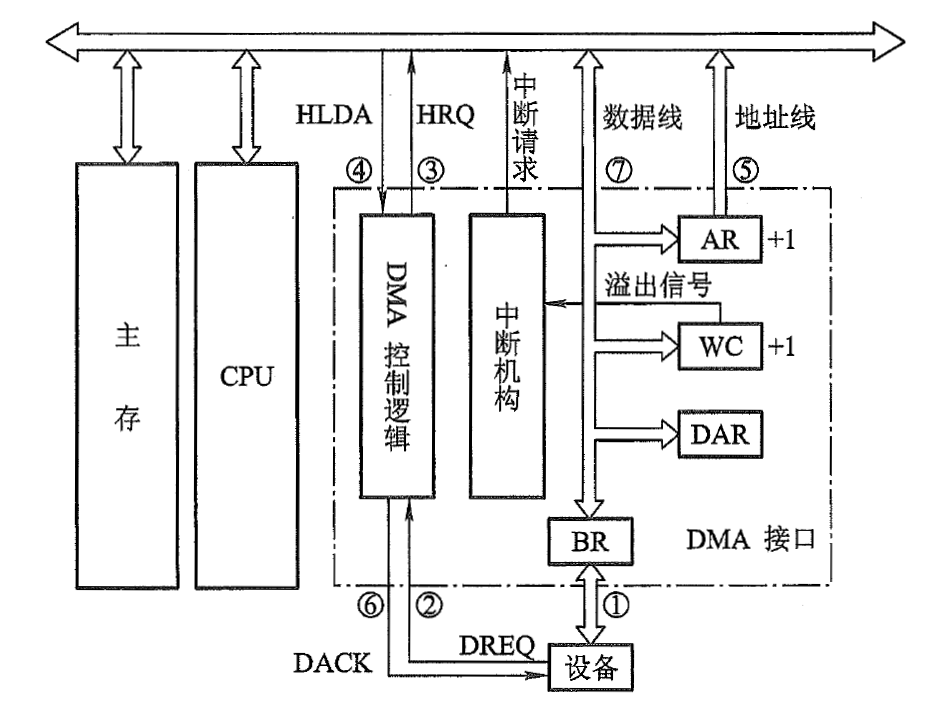 HLDA
HRQ
中断请求
数据线
地址线
④
③
⑦
⑤
主存
CPU
DMA 控制逻辑
中断机构
AR
+1
溢出信号
WC
+1
DAR
BR
DMA 接口
⑥
②
①
DACK
DREQ
设备